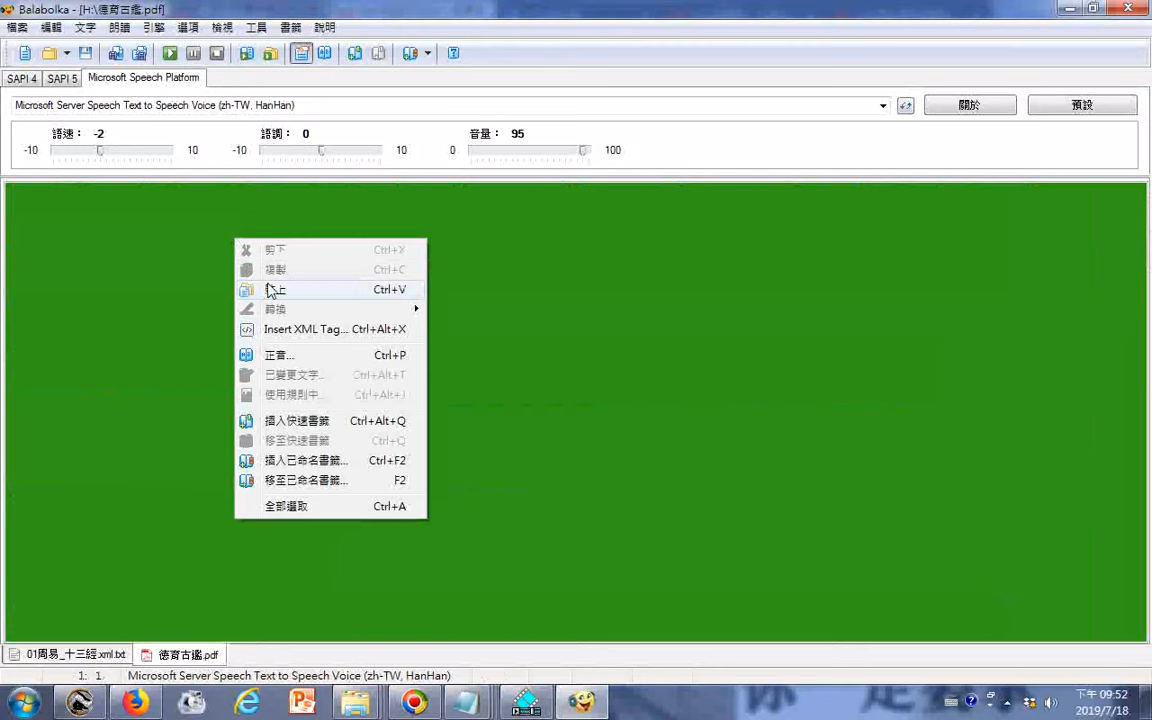 Balabolka - [H:\德育古鑑.pdf]
檔案 編輯 文字 朗讀 引擎 選項 檢視 工具 書籤 說明
SAPI 4 SAPI 5 Microsoft Speech Platform
Microsoft Server Speech Text to Speech Voice (zh-TW, HanHan) 關於 預設
語速： -2 語調： 0 音量： 95
-10 10 -10 10 0 100
剪下 Ctrl+X
複製 Ctrl+C
上 Ctrl+V
轉換
Insert XML Tag... Ctrl+Alt+X
正音... Ctrl+P
已變更文字... Ctrl+Alt+T
使用規則中... Ctrl+Alt+J
插入快速書籤 Ctrl+Alt+Q
移至快速書籤 Ctrl+Q
插入已命名書籤... Ctrl+F2
移至已命名書籤... F2
全部選取 Ctrl+A
01周易_十三經.xml.txt 德育古鑑.pdf
1: 1 Microsoft Server Speech Text to Speech Voice (zh-TW, HanHan)
你 是
下午 09:52
2019/7/18